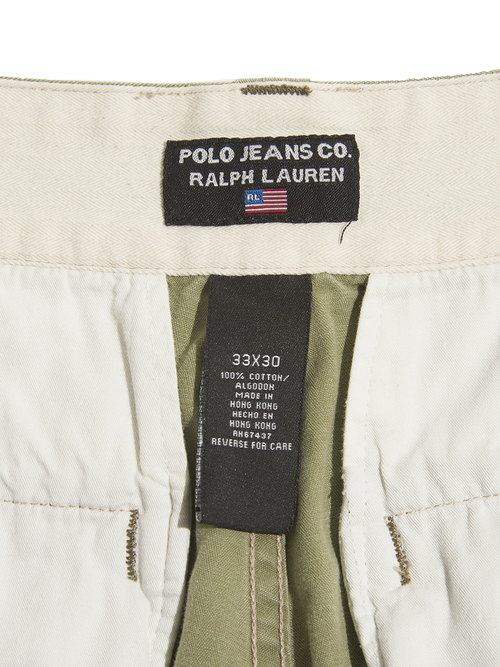 POLO JEANS CO.
RALPH LAUREN
RL
33X30
100% COTTON/
ALGODON
MADE IN
HONG KONG
HECHO EN
HONG KONG
RN67437
REVERSE FOR CARE